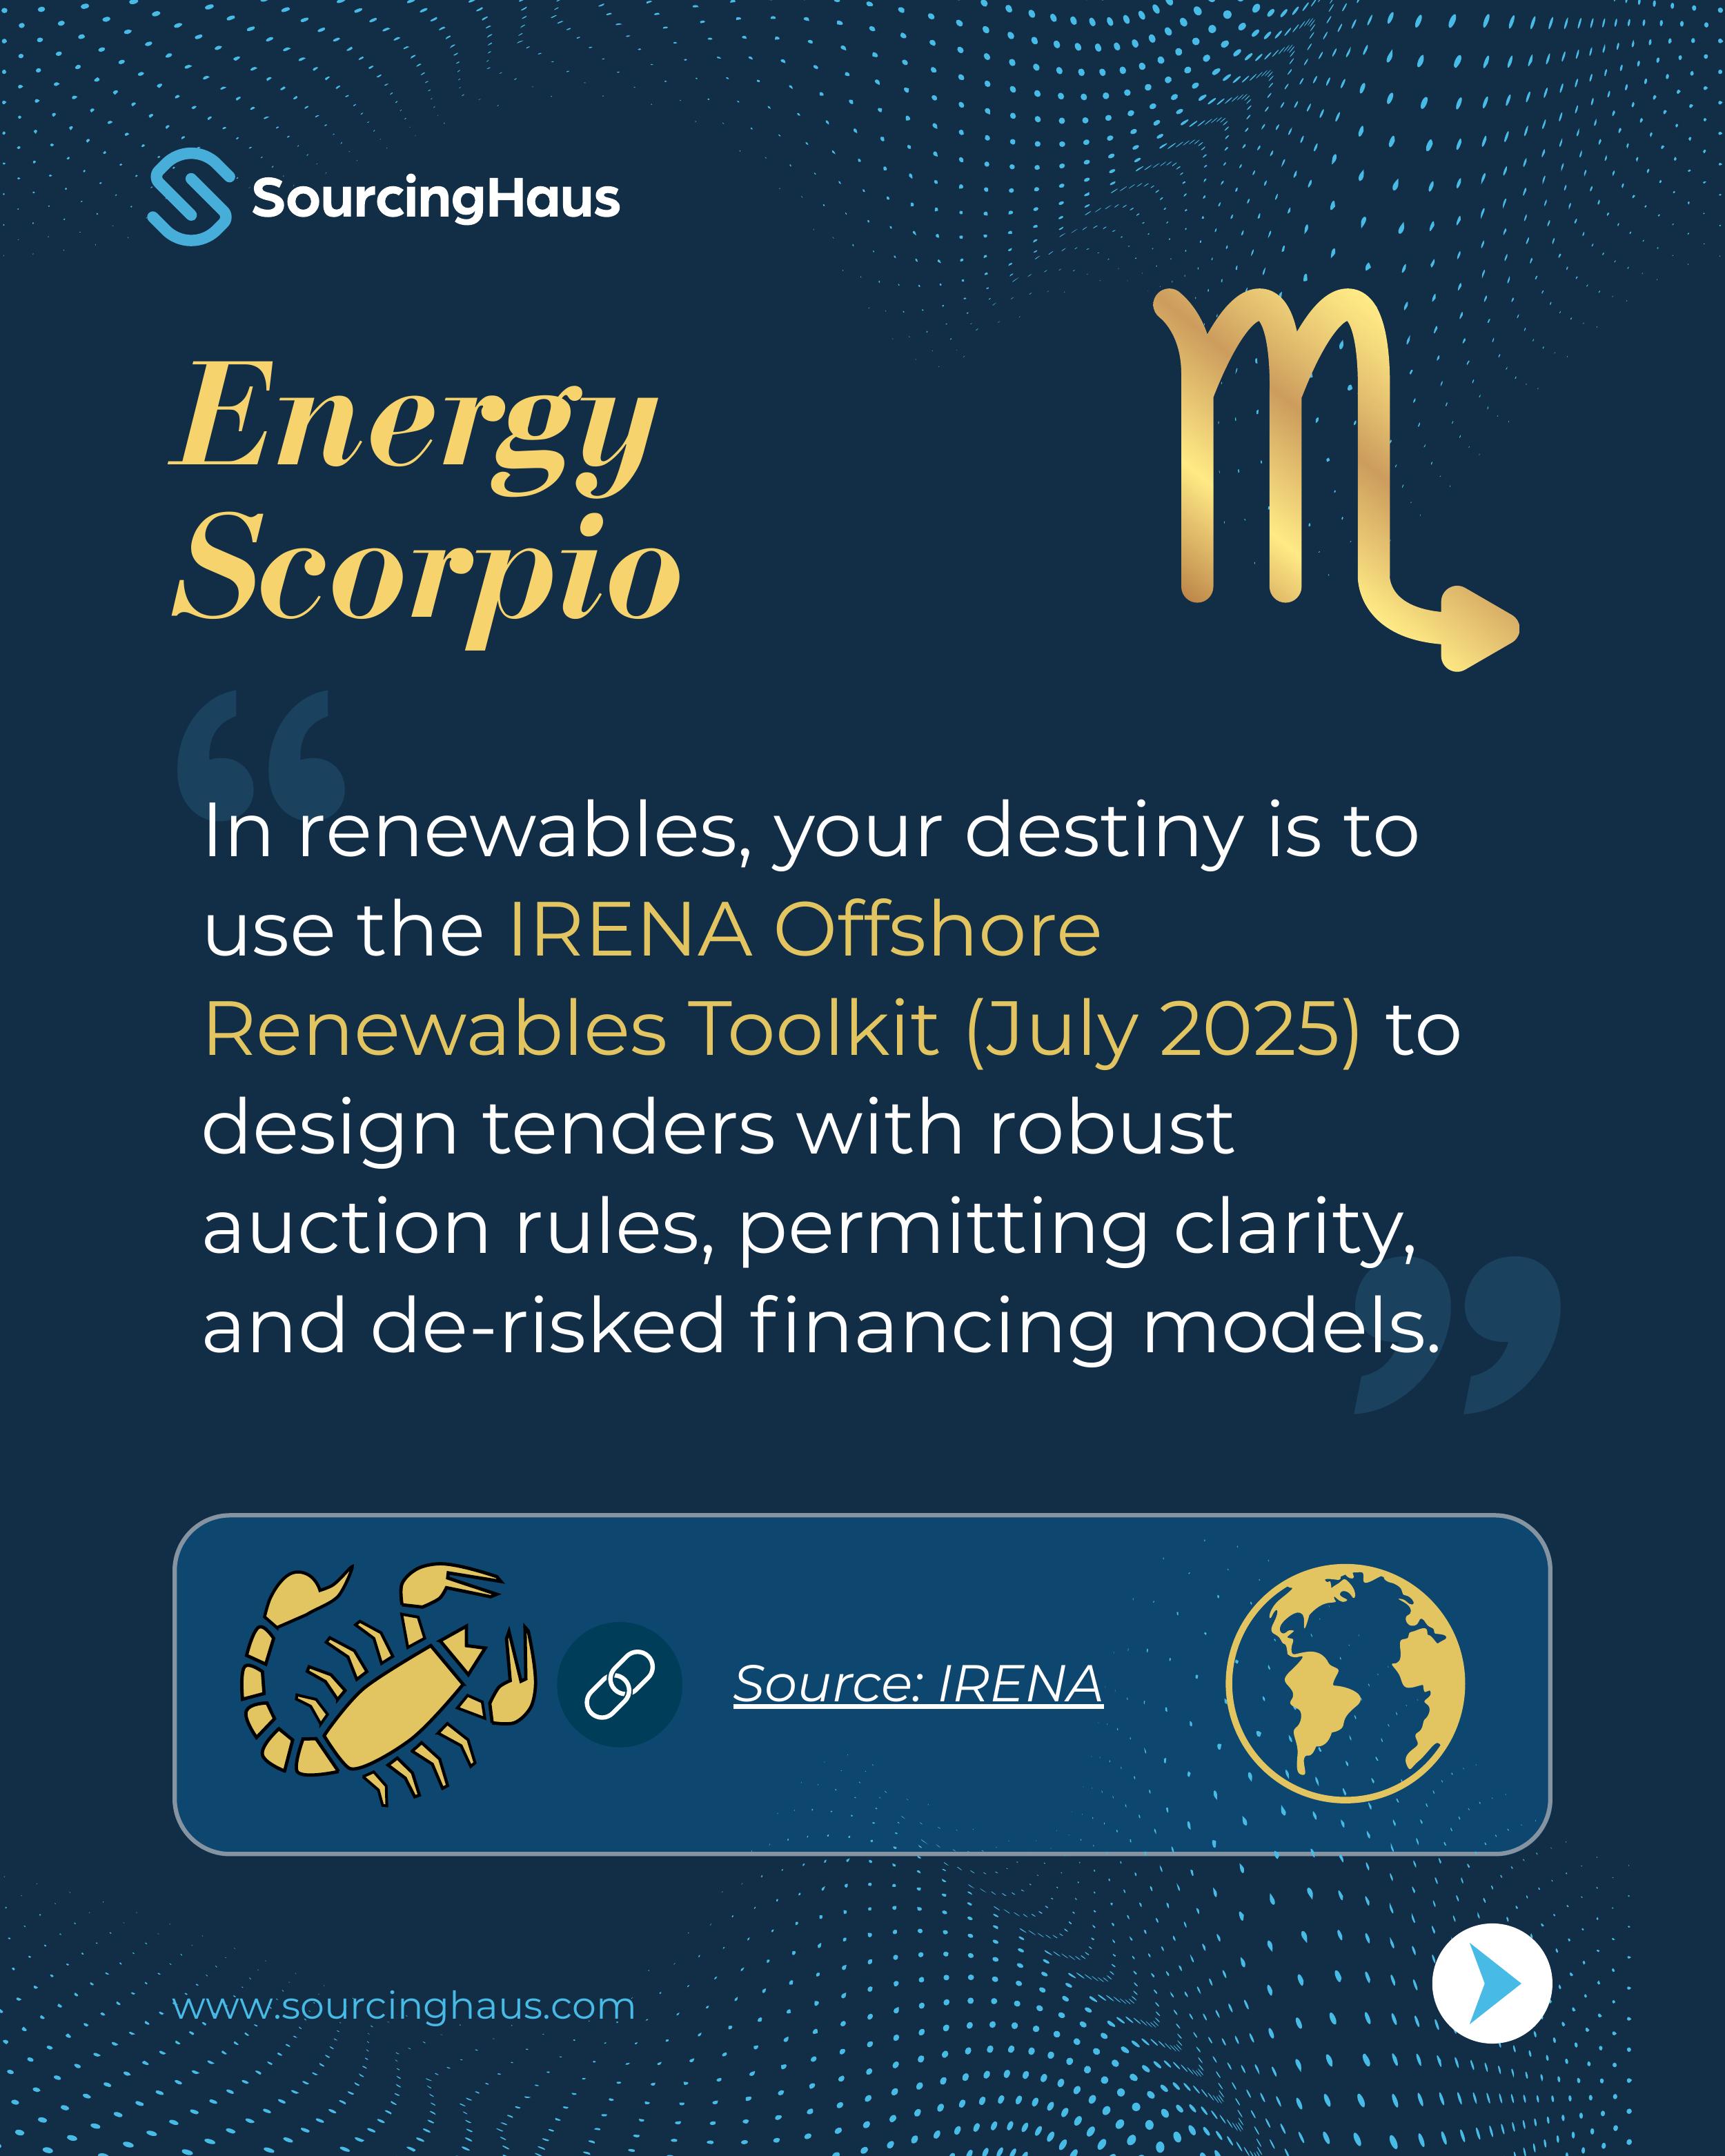 SourcingHaus
Energy
Scorpio
“
In renewables, your destiny is to
use the IRENA Offshore
Renewables Toolkit (July 2025) to
design tenders with robust
auction rules, permitting clarity,
and de-risked financing models.
”
Source: IRENA
www.sourcinghaus.com